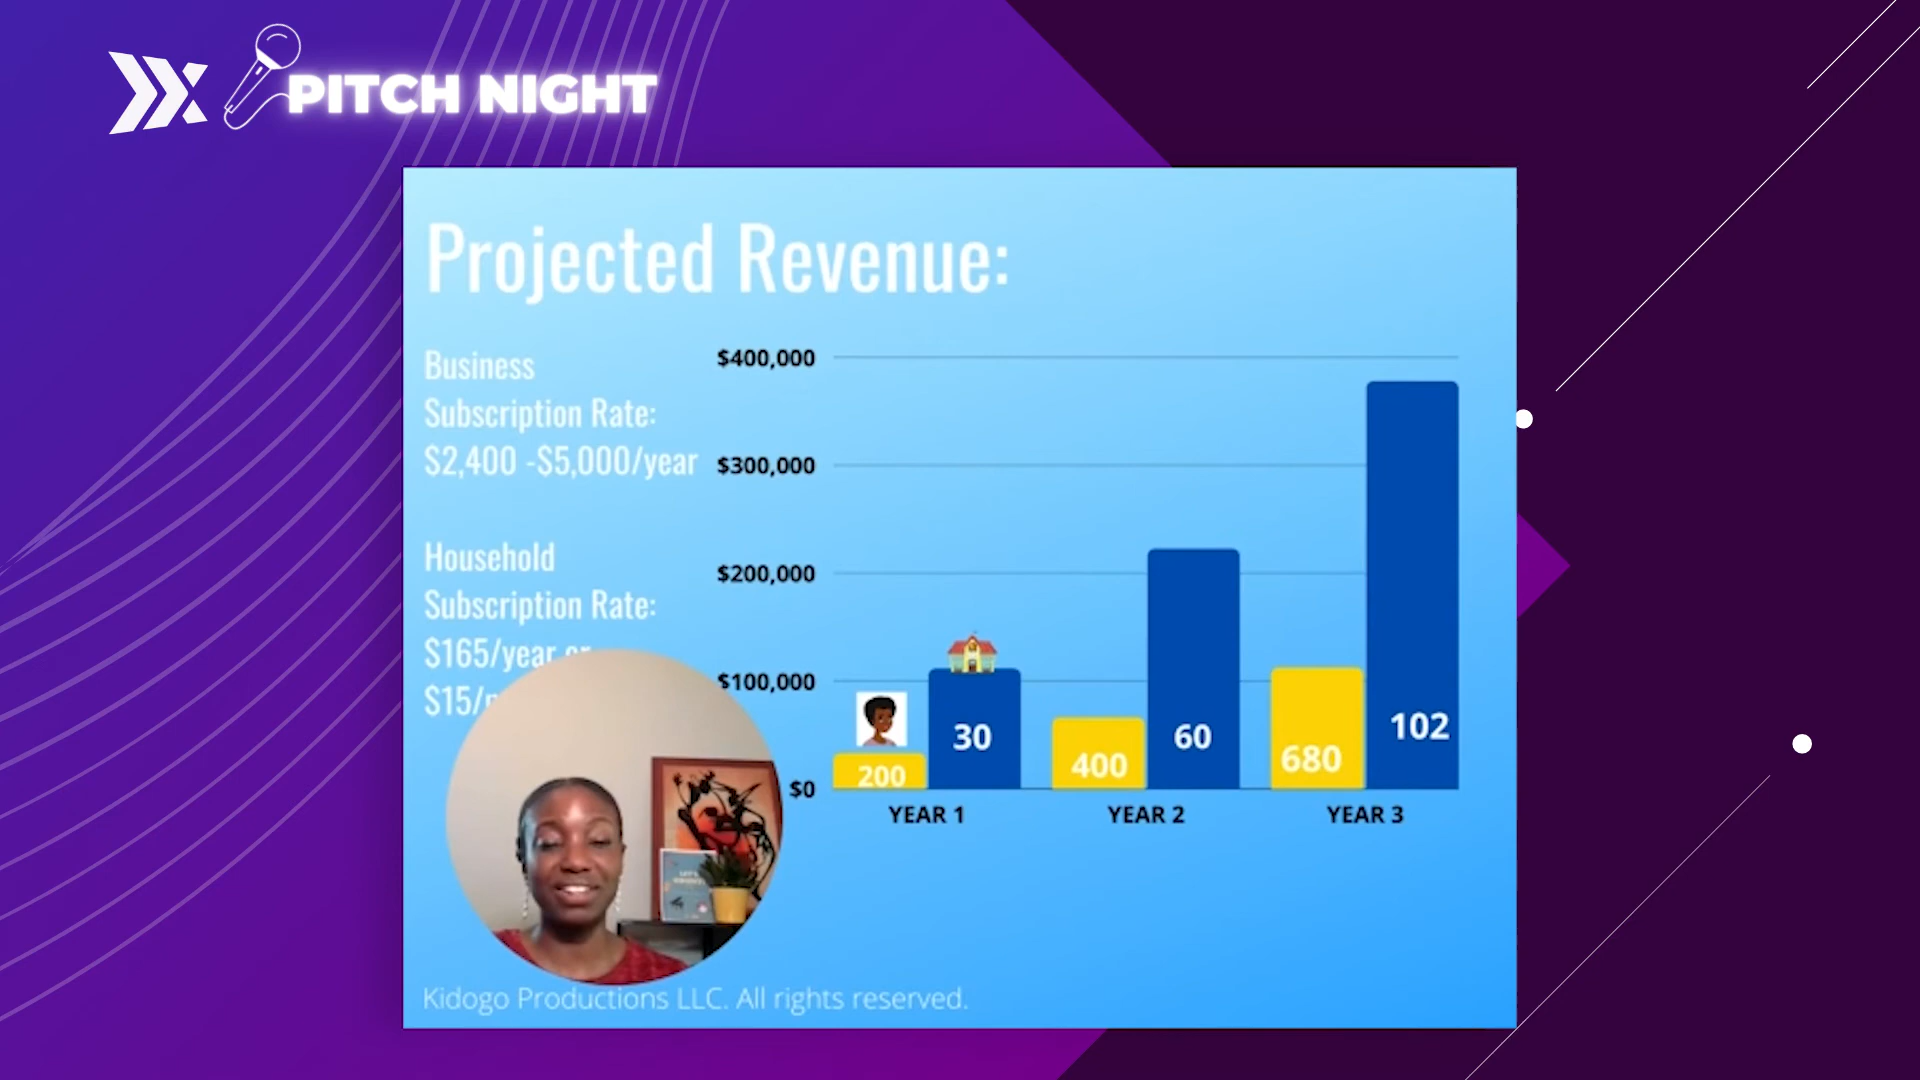 PITCH NIGHT
Projected Revenue:
Business
Subscription Rate:
$2,400 -$5,000/year
Household
Subscription Rate:
$165/year or
$15/
$400,000
$300,000
$200,000
$100,000
$0
200
30
400
60
680
102
YEAR 1
YEAR 2
YEAR 3
Kidogo Productions LLC. All rights reserved.